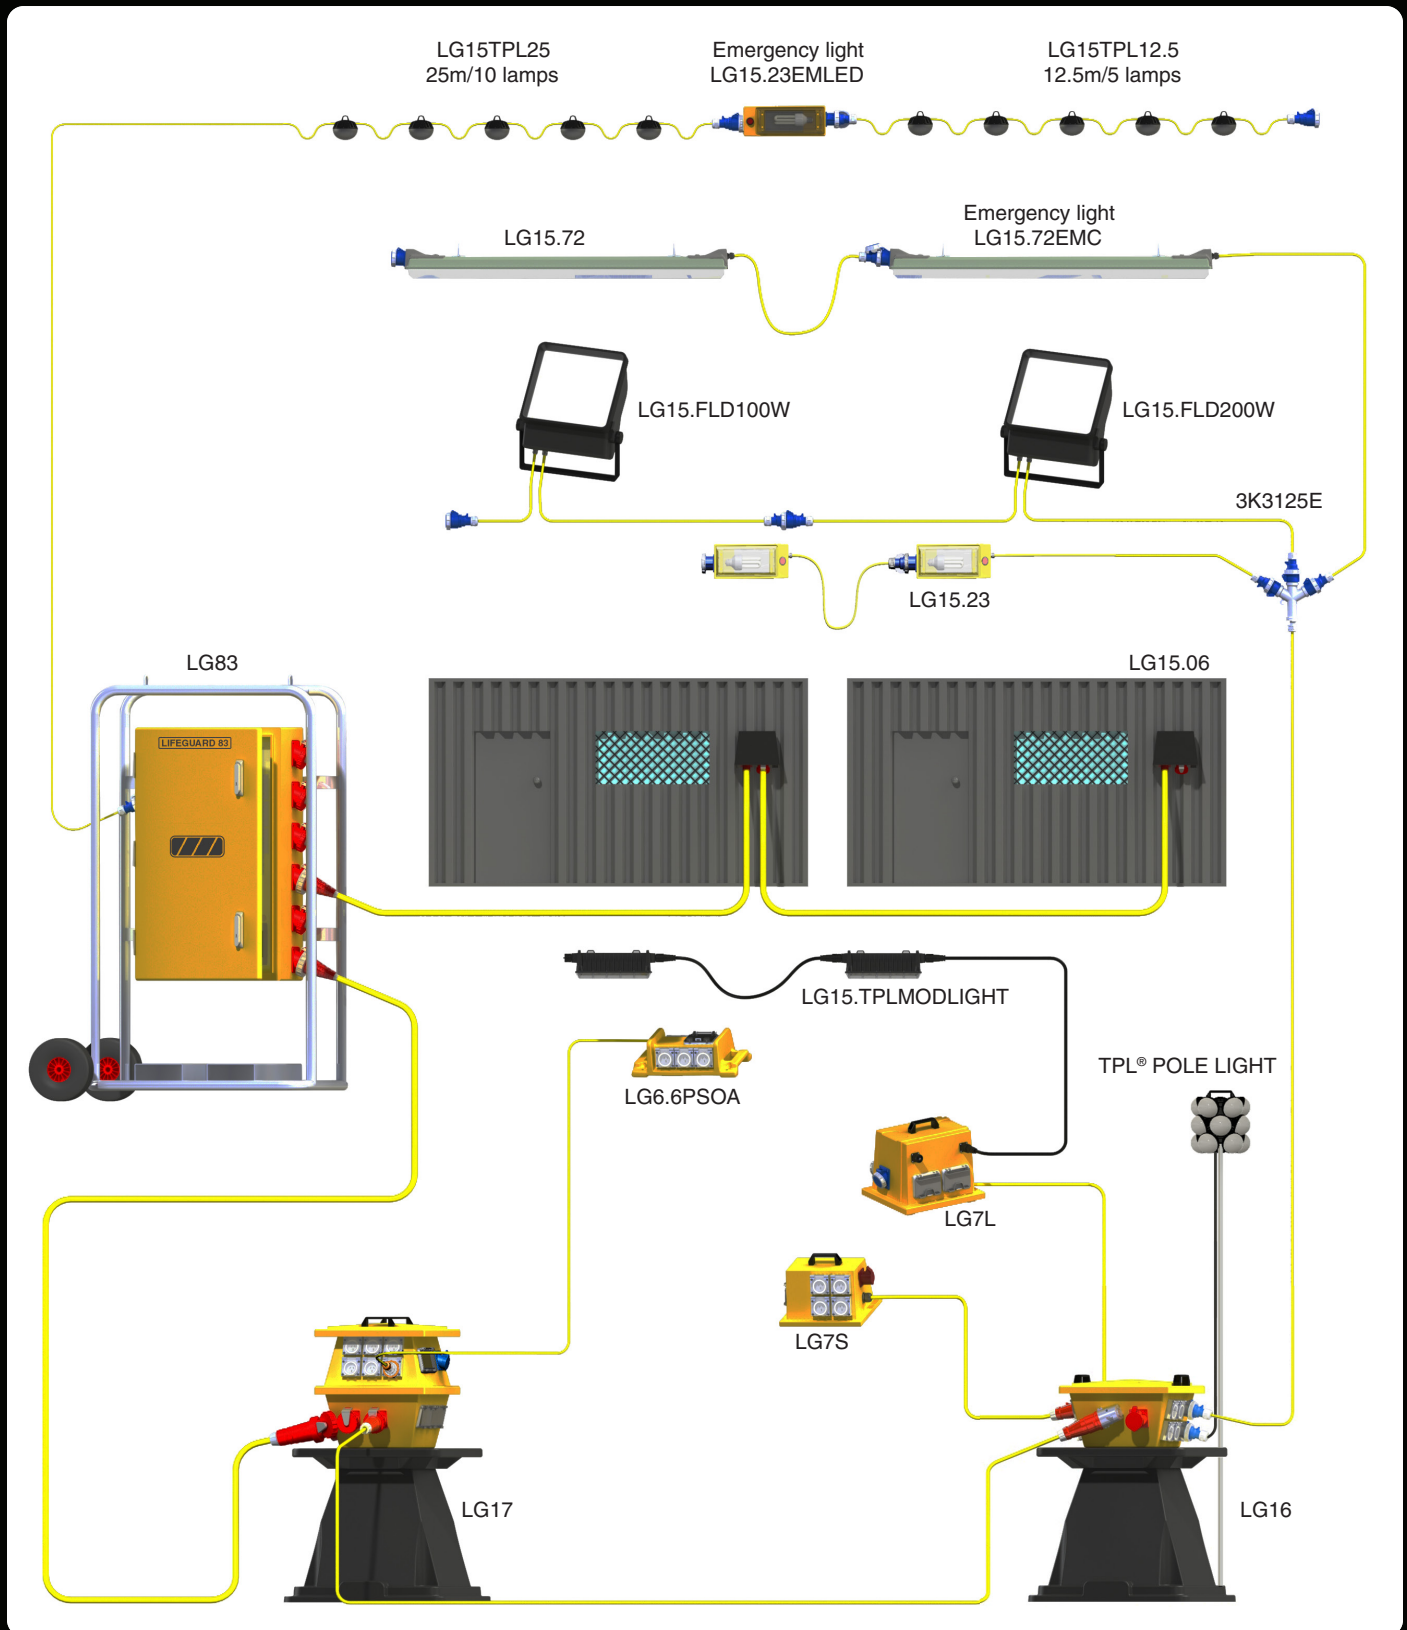 LG15TPL25
25m/10 lamps
Emergency light
LG15.23EMLED
LG15TPL12.5
12.5m/5 lamps
LG15.72
Emergency light
LG15.72EMC
LG15.FLD100W
LG15.FLD200W
3K3125E
LG15.23
LG83
LG15.06
LIFEGUARD 83
LG15.TPLMODLIGHT
LG6.6PSOA
TPL® POLE LIGHT
LG7L
LG7S
LG17
LG16